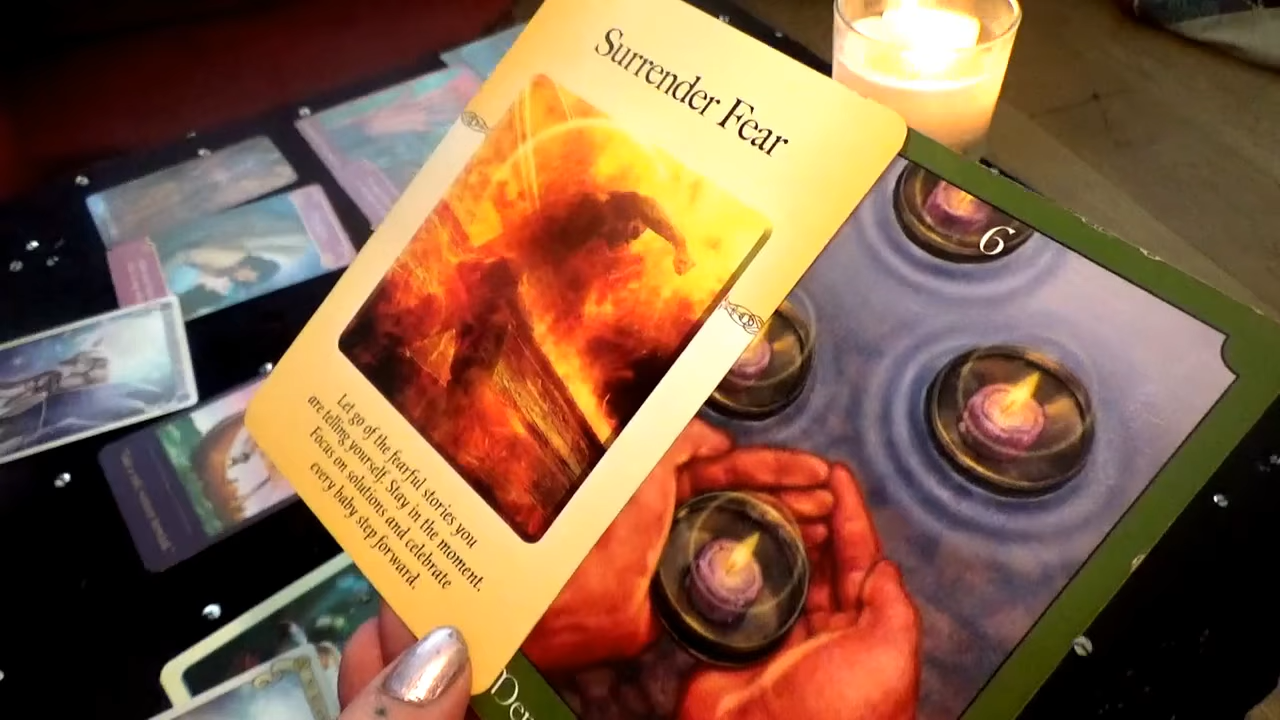 Surrender Fear
Let go of the fearful stories you
are telling yourself. Stay in the moment.
Focus on solutions and celebrate
every baby step forward.
6